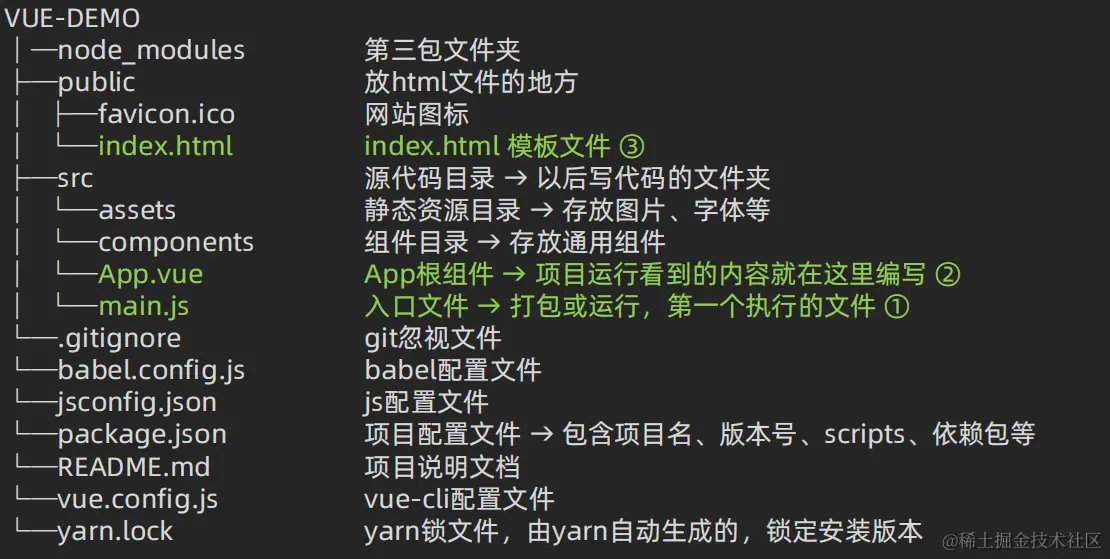 VUE-DEMO
│—node_modules 第三包文件夹
├──public 放html文件的地方
│ ├──favicon.ico 网站图标
│ └──index.html index.html 模板文件 ③
├──src 源代码目录 → 以后写代码的文件夹
│ └──assets 静态资源目录 → 存放图片、字体等
│ └──components 组件目录 → 存放通用组件
│ └──App.vue App根组件 → 项目运行看到的内容就在这里编写 ②
│ └──main.js 入口文件 → 打包或运行，第一个执行的文件 ①
└──.gitignore git忽视文件
└──babel.config.js babel配置文件
└──jsconfig.json js配置文件
└──package.json 项目配置文件 → 包含项目名、版本号、scripts、依赖包等
└──README.md 项目说明文档
└──vue.config.js vue-cli配置文件
└──yarn.lock yarn锁文件，由yarn自动生成的，锁定安装版本
@稀土掘金技术社区